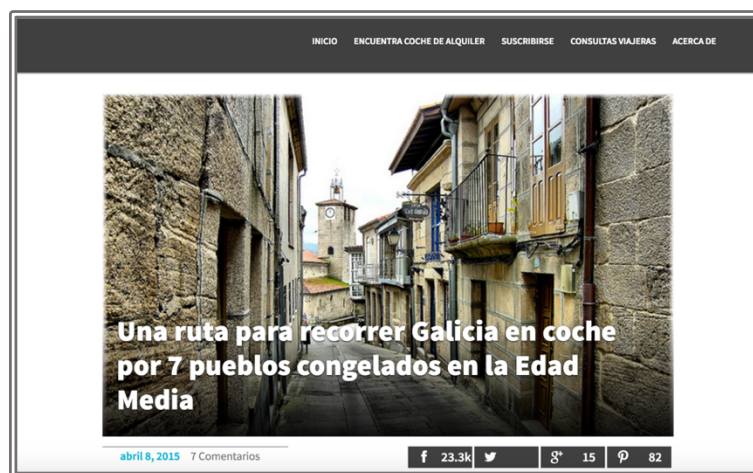 INICIO ENCUENTRA COCHE DE ALQUILER SUSCRIBIRSE CONSULTAS VIAJERAS ACERCA DE
Una ruta para recorrer Galicia en coche
por 7 pueblos congelados en la Edad
Media
abril 8, 2015 7 Comentarios
23.3k 15 82